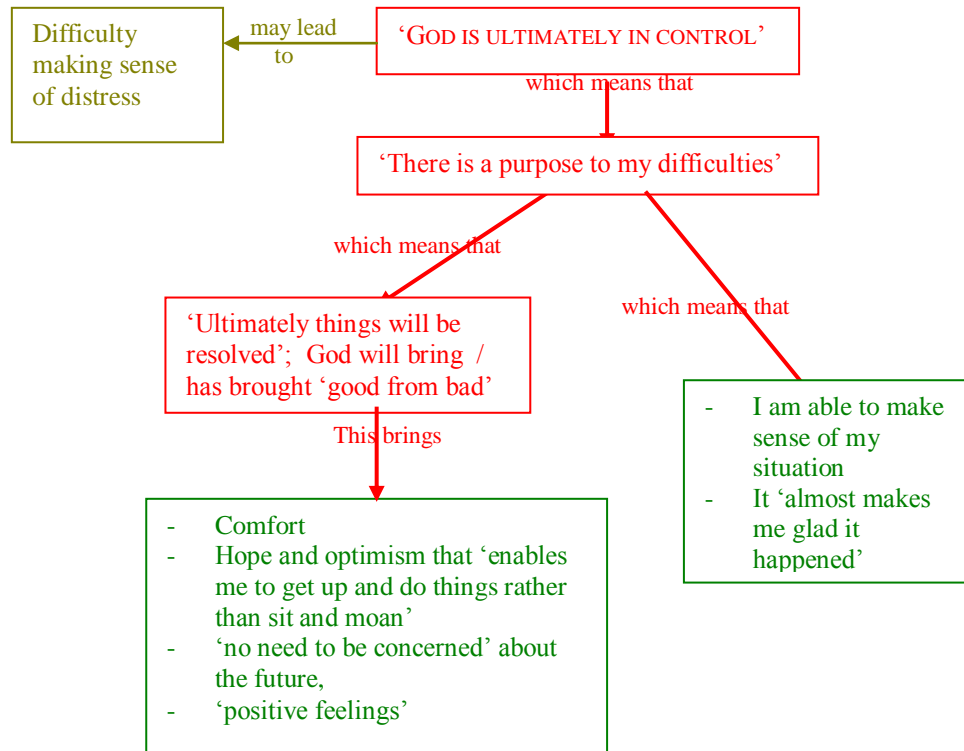 Difficulty
making sense
of distress
may lead
to
‘GOD IS ULTIMATELY IN CONTROL’
which means that
‘There is a purpose to my difficulties’
which means that
which means that
‘Ultimately things will be
resolved’; God will bring /
has brought ‘good from bad’
This brings
- I am able to make
sense of my
situation
- It ‘almost makes
me glad it
happened’
- Comfort
- Hope and optimism that ‘enables
me to get up and do things rather
than sit and moan’
- ‘no need to be concerned’ about
the future,
- ‘positive feelings’